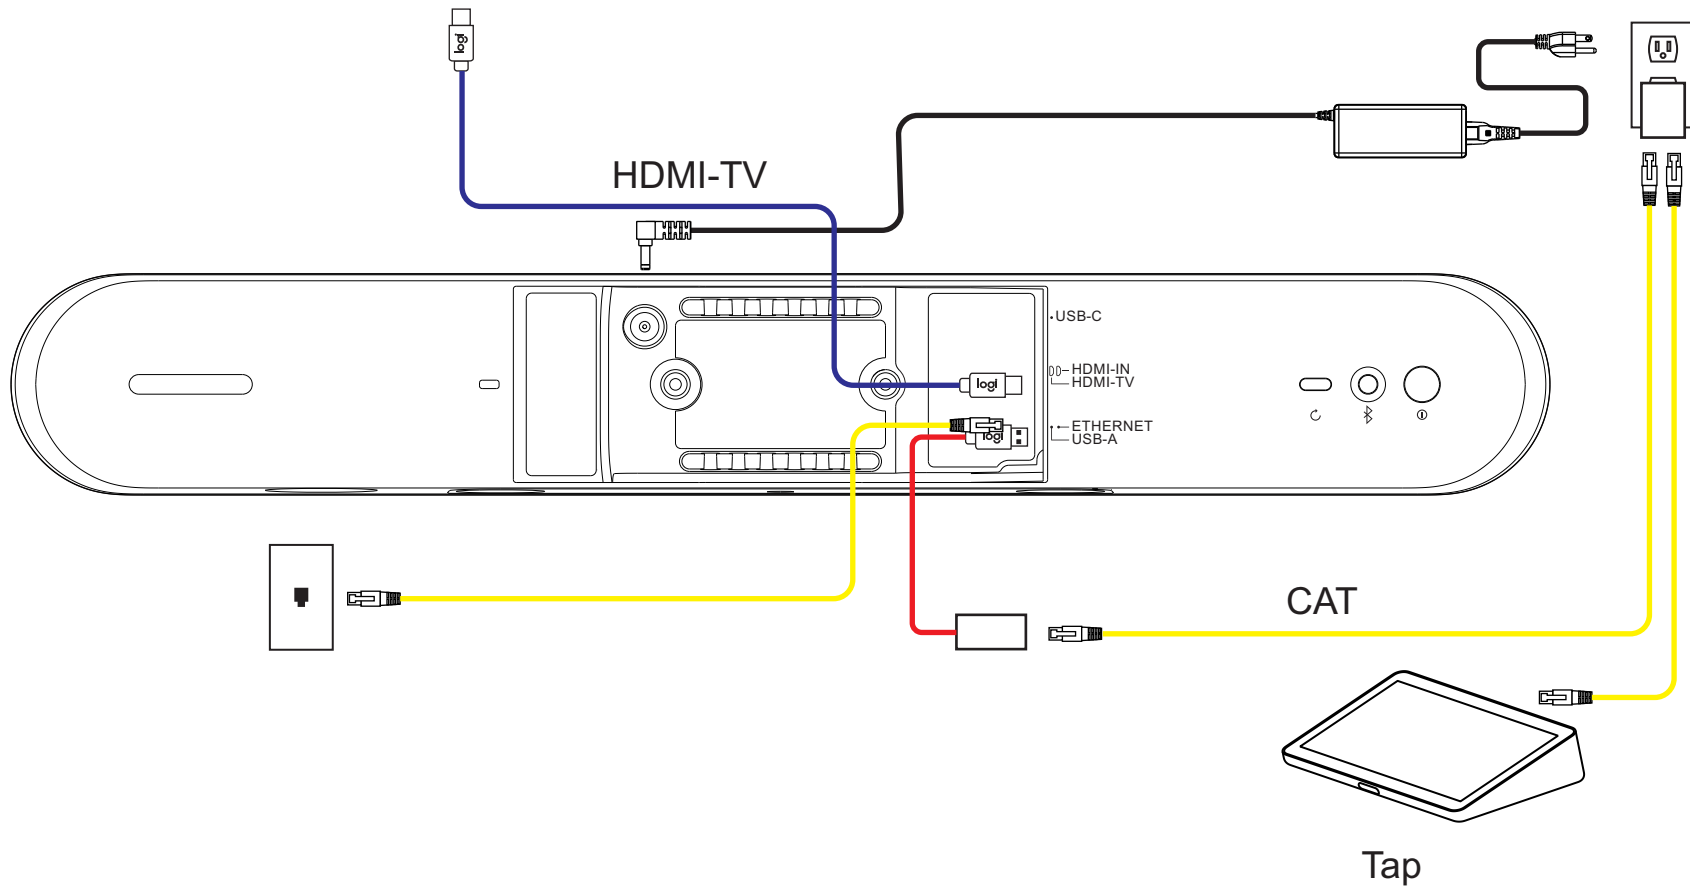 logi
HDMI-TV
USB-C
HDMI-IN
HDMI-TV
logi
ETHERNET
USB-A
logi
CAT
Tap